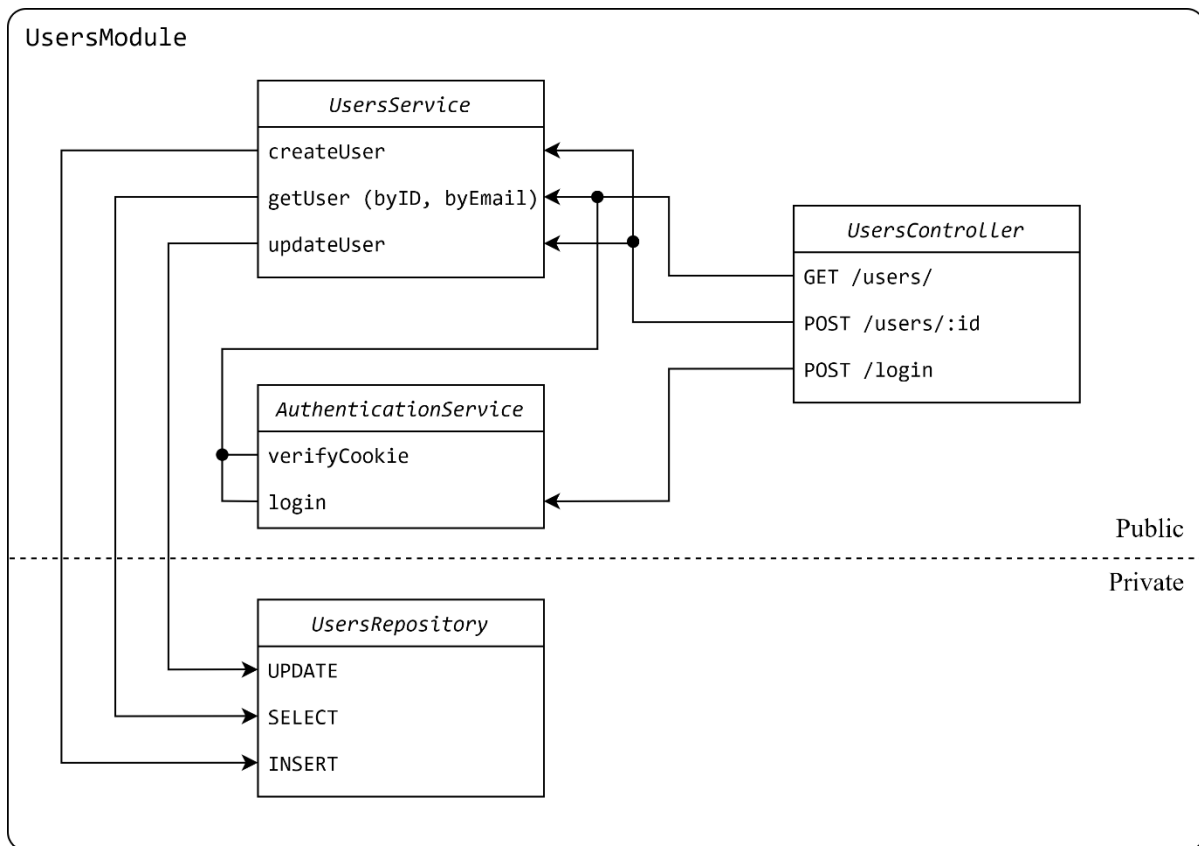 UsersModule
UsersService
createUser
getUser (byID, byEmail)
updateUser
UsersController
GET /users/
POST /users/:id
POST /login
AuthenticationService
verifyCookie
login
Public
Private
UsersRepository
UPDATE
SELECT
INSERT